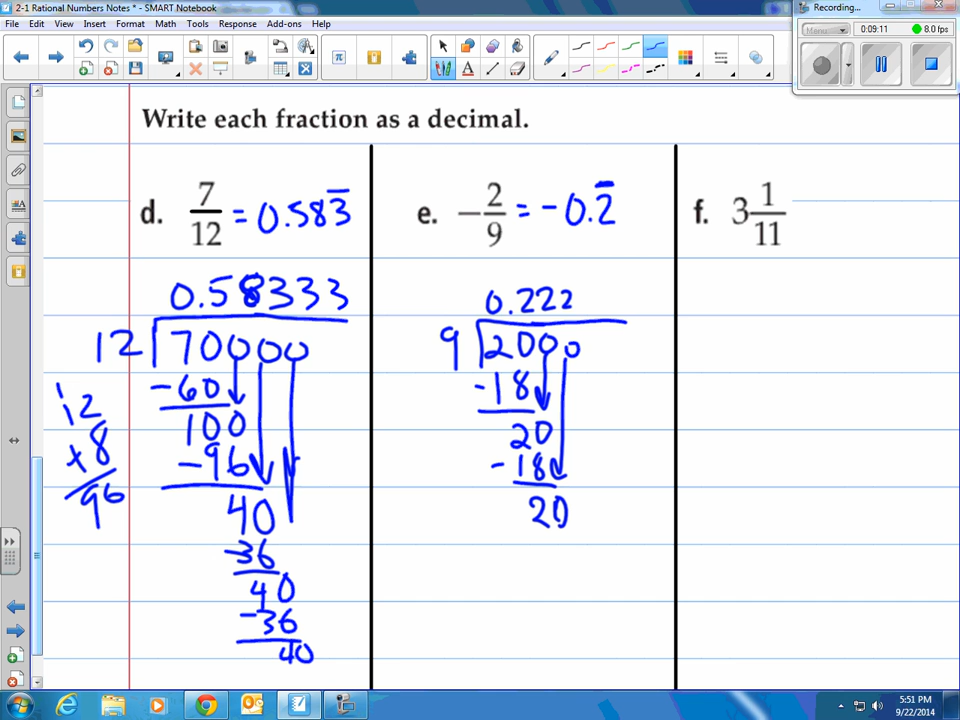 2-1 Rational Numbers Notes * - SMART Notebook
Recording...
File Edit View Insert Format Math Tools Response Add-ons Help
Menu
0:09:11
8.0 fps
Write each fraction as a decimal.
d. 7/12 = 0.583̅
0.58333
12 70000
-60
100
-96
40
-36
40
-36
40
12
x8
96
e. -2/9 = -0.2̅
0.222
9 2000
-18
20
-18
20
f. 3 1/11
5:51 PM
9/22/2014